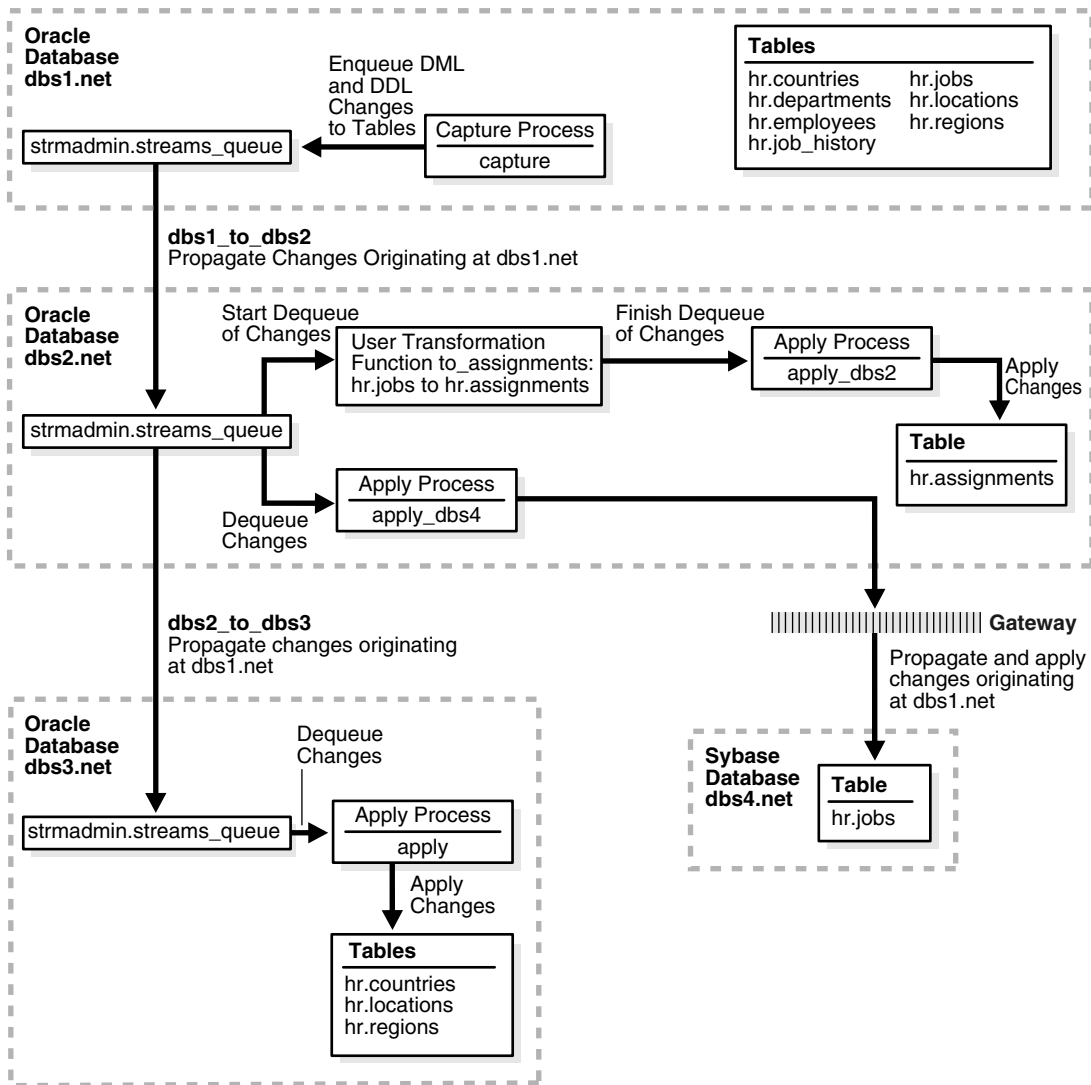 Oracle
Database
dbs1.net
Enqueue DML
and DDL
Changes
to Tables
strmadmin.streams_queue
Capture Process
capture
Tables
hr.countries
hr.departments
hr.employees
hr.job_history
hr.jobs
hr.locations
hr.regions
dbs1_to_dbs2
Propagate Changes Originating at dbs1.net
Oracle
Database
dbs2.net
Start Dequeue
of Changes
User Transformation
Function to_assignments:
hr.jobs to hr.assignments
Finish Dequeue
of Changes
Apply Process
apply_dbs2
Apply
Changes
strmadmin.streams_queue
Table
hr.assignments
Dequeue
Changes
Apply Process
apply_dbs4
dbs2_to_dbs3
Propagate changes originating
at dbs1.net
Gateway
Propagate and apply
changes originating
at dbs1.net
Oracle
Database
dbs3.net
Dequeue
Changes
strmadmin.streams_queue
Apply Process
apply
Apply
Changes
Tables
hr.countries
hr.locations
hr.regions
Sybase
Database
dbs4.net
Table
hr.jobs